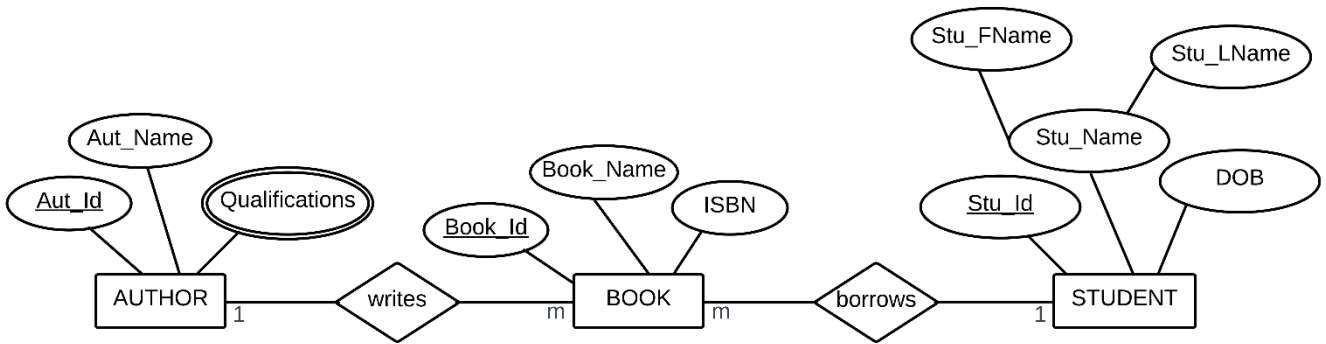 Stu_FName
Stu_LName
Aut_Name
Stu_Name
Book_Name
DOB
Aut_Id
Qualifications
ISBN
Stu_Id
Book_Id
AUTHOR
writes
BOOK
borrows
STUDENT
1
m
m
1